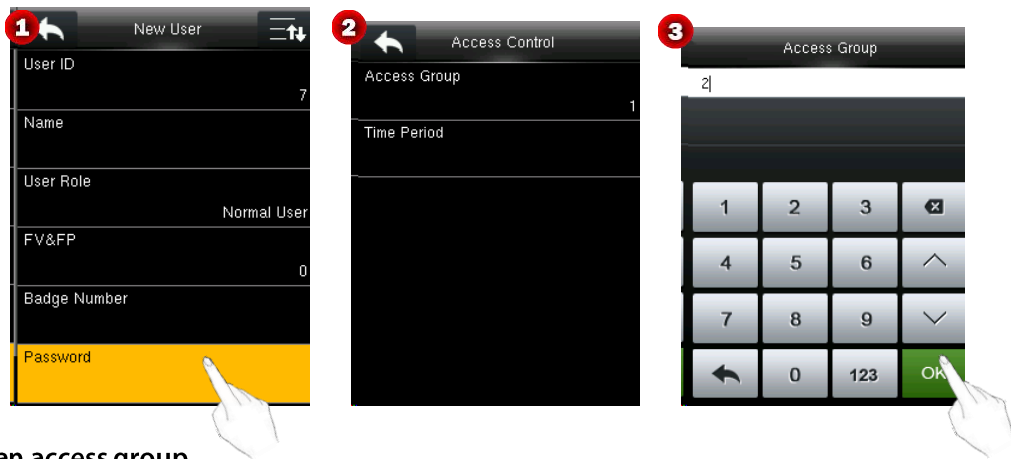 1
New User
User ID
7
Name
User Role
Normal User
FV&FP
0
Badge Number
Password
2
Access Control
Access Group
1
Time Period
3
Access Group
2
1 2 3
4 5 6
7 8 9
0 123 OK
access group